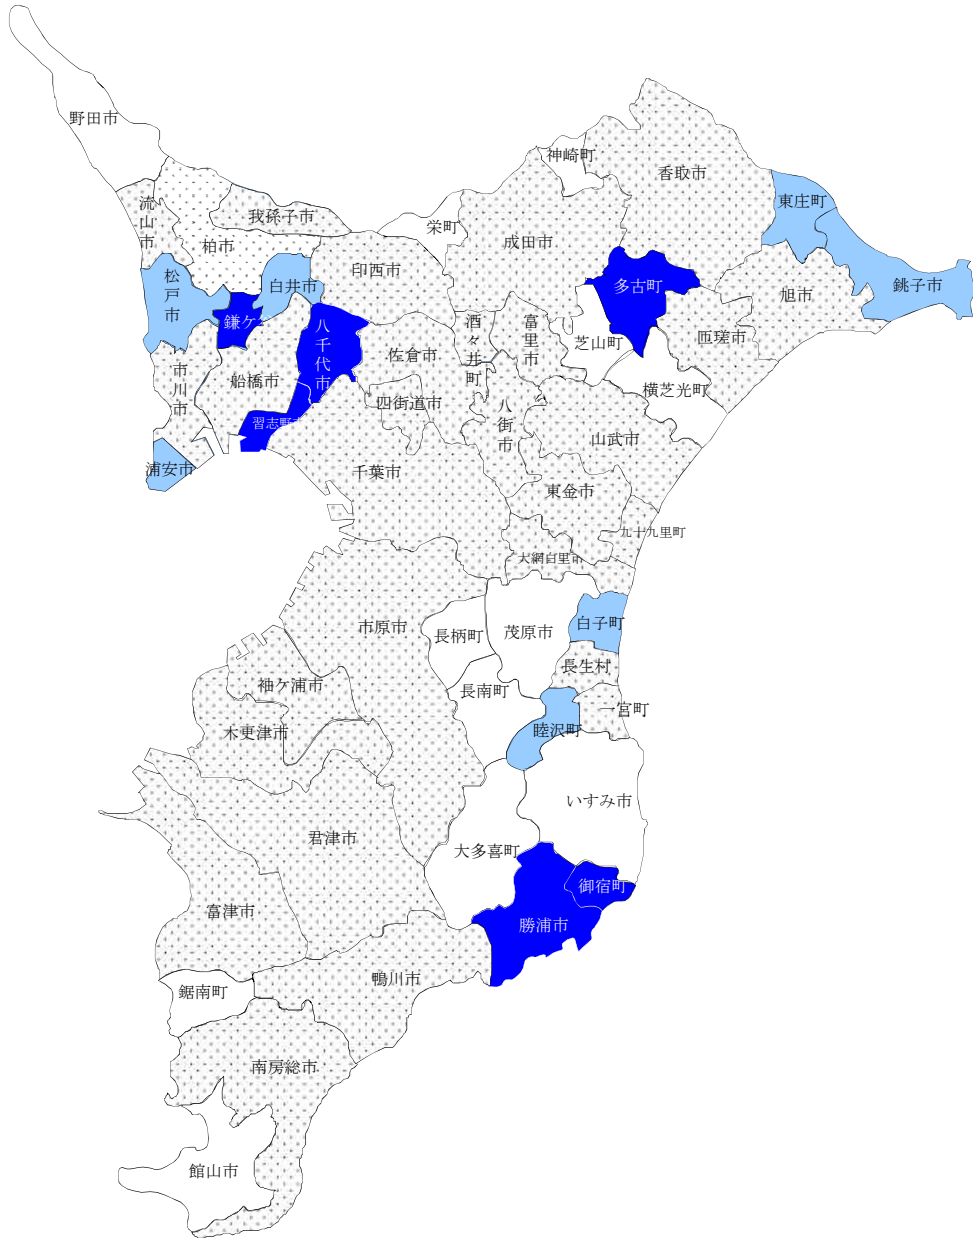 野田市
神崎町
香取市
流山市
我孫子市
東庄町
栄町
柏市
成田市
印西市
松戸市
白井市
多古町
銚子市
旭市
鎌ケ谷
八千代市
酒々井町
富里市
芝山町
匝瑳市
佐倉市
市川市
船橋市
横芝光町
四街道市
八街市
習志野市
山武市
浦安市
千葉市
東金市
九十九里町
大網白里市
市原市
長柄町
茂原市
白子町
長生村
袖ケ浦市
長南町
一宮町
木更津市
睦沢町
いすみ市
君津市
大多喜町
御宿町
富津市
勝浦市
鴨川市
鋸南町
南房総市
館山市